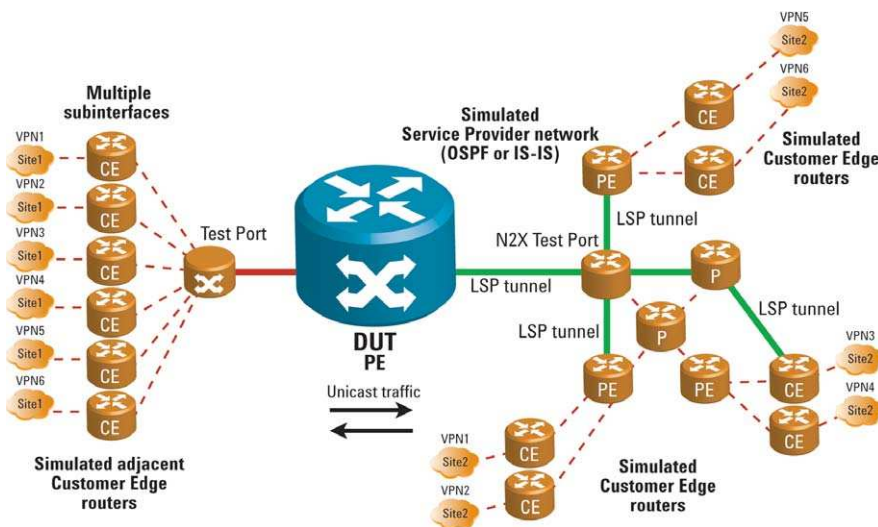 Multiple
subinterfaces
VPN1
Site1
CE
VPN2
Site1
CE
VPN3
Site1
CE
VPN4
Site1
CE
VPN5
Site1
CE
VPN6
Site1
CE
Simulated adjacent
Customer Edge
routers
Test Port
DUT
PE
Unicast traffic
LSP tunnel
Simulated
Service Provider network
(OSPF or IS-IS)
N2X Test Port
PE
LSP tunnel
CE
VPN5
Site2
CE
VPN6
Site2
Simulated
Customer Edge
routers
P
LSP tunnel
P
LSP tunnel
PE
PE
CE
VPN3
Site2
CE
VPN4
Site2
VPN1
Site2
CE
VPN2
Site2
CE
Simulated
Customer Edge
routers